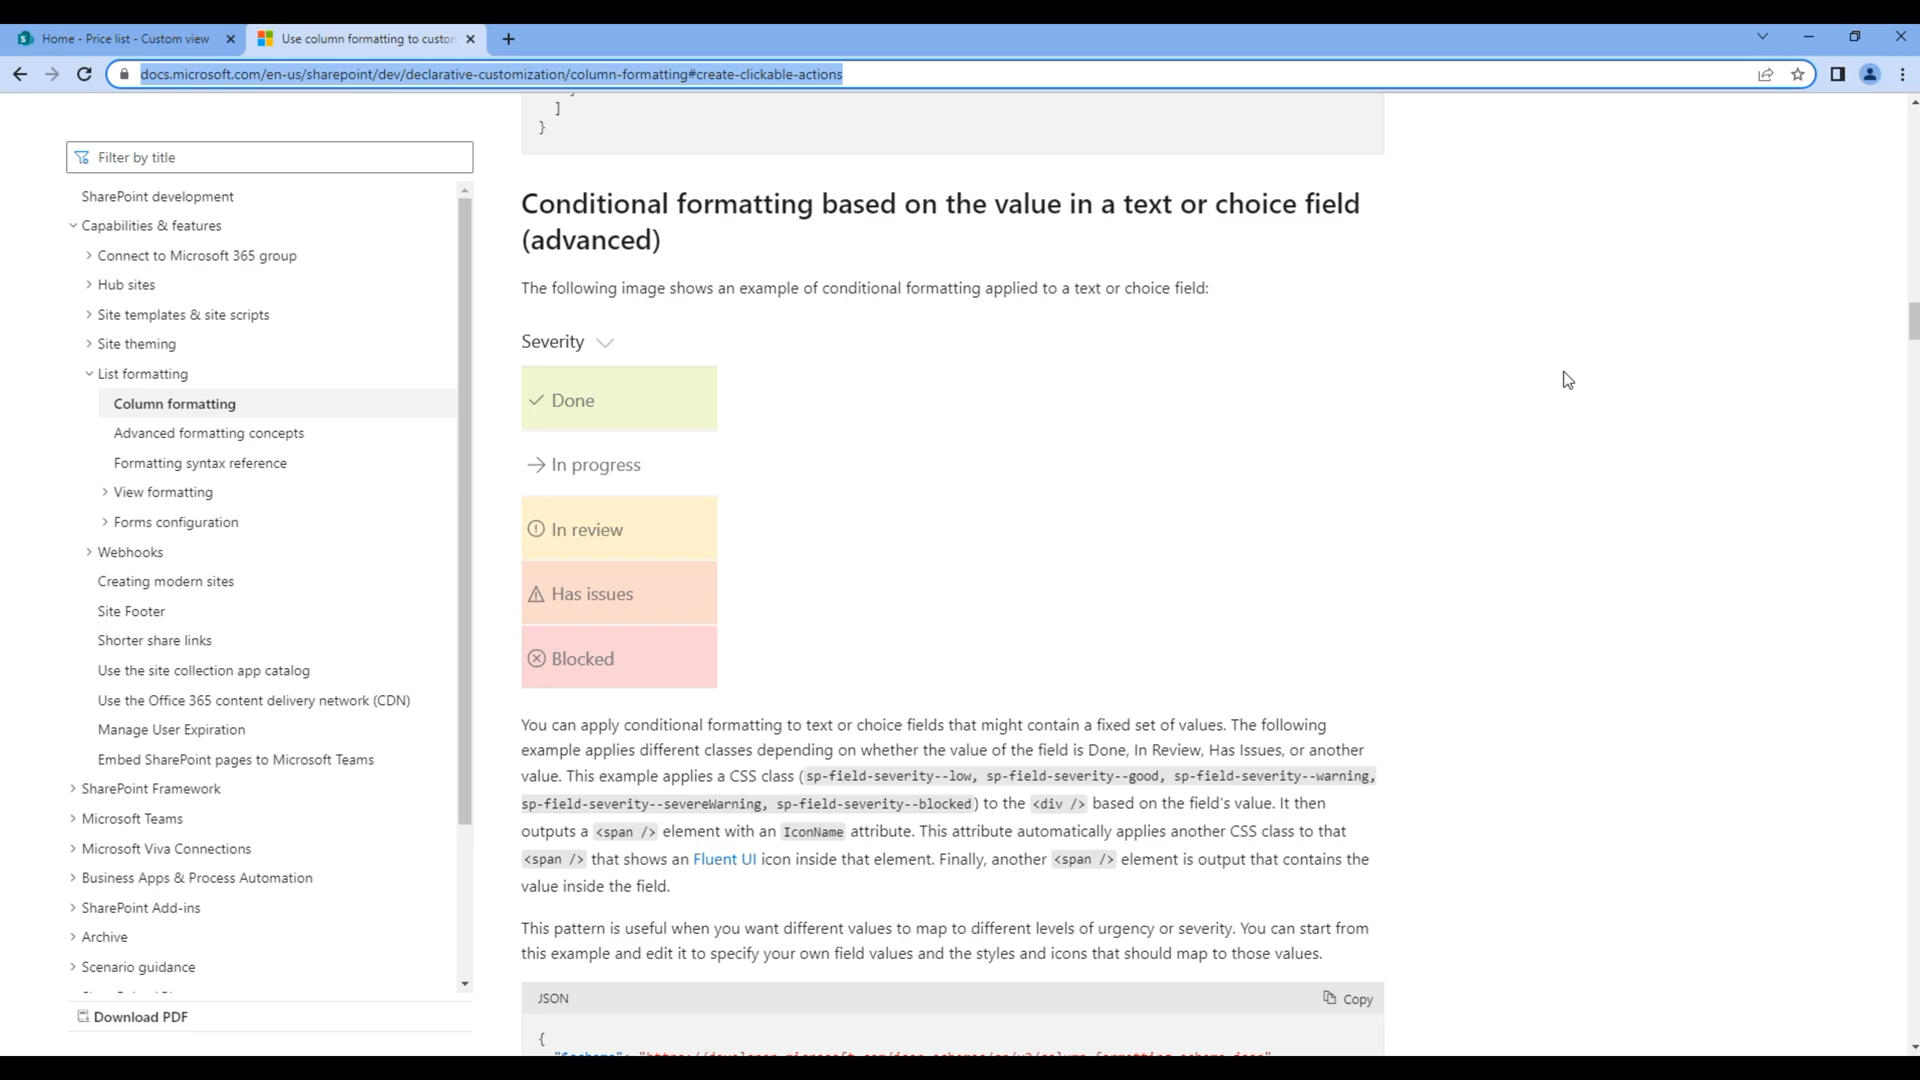 Home - Price list - Custom view
Use column formatting to custon
docs.microsoft.com/en-us/sharepoint/dev/declarative-customization/column-formatting#create-clickable-actions
Filter by title
SharePoint development
Capabilities & features
Connect to Microsoft 365 group
Hub sites
Site templates & site scripts
Site theming
List formatting
Column formatting
Advanced formatting concepts
Formatting syntax reference
View formatting
Forms configuration
Webhooks
Creating modern sites
Site Footer
Shorter share links
Use the site collection app catalog
Use the Office 365 content delivery network (CDN)
Manage User Expiration
Embed SharePoint pages to Microsoft Teams
SharePoint Framework
Microsoft Teams
Microsoft Viva Connections
Business Apps & Process Automation
SharePoint Add-ins
Archive
Scenario guidance
Download PDF
]
}
Conditional formatting based on the value in a text or choice field
(advanced)
The following image shows an example of conditional formatting applied to a text or choice field:
Severity
Done
In progress
In review
Has issues
Blocked
You can apply conditional formatting to text or choice fields that might contain a fixed set of values. The following
example applies different classes depending on whether the value of the field is Done, In Review, Has Issues, or another
value. This example applies a CSS class (sp-field-severity--low, sp-field-severity--good, sp-field-severity--warning,
sp-field-severity--severeWarning, sp-field-severity--blocked) to the <div /> based on the field's value. It then
outputs a <span /> element with an IconName attribute. This attribute automatically applies another CSS class to that
<span /> that shows an Fluent UI icon inside that element. Finally, another <span /> element is output that contains the
value inside the field.
This pattern is useful when you want different values to map to different levels of urgency or severity. You can start from
this example and edit it to specify your own field values and the styles and icons that should map to those values.
JSON
Copy
{